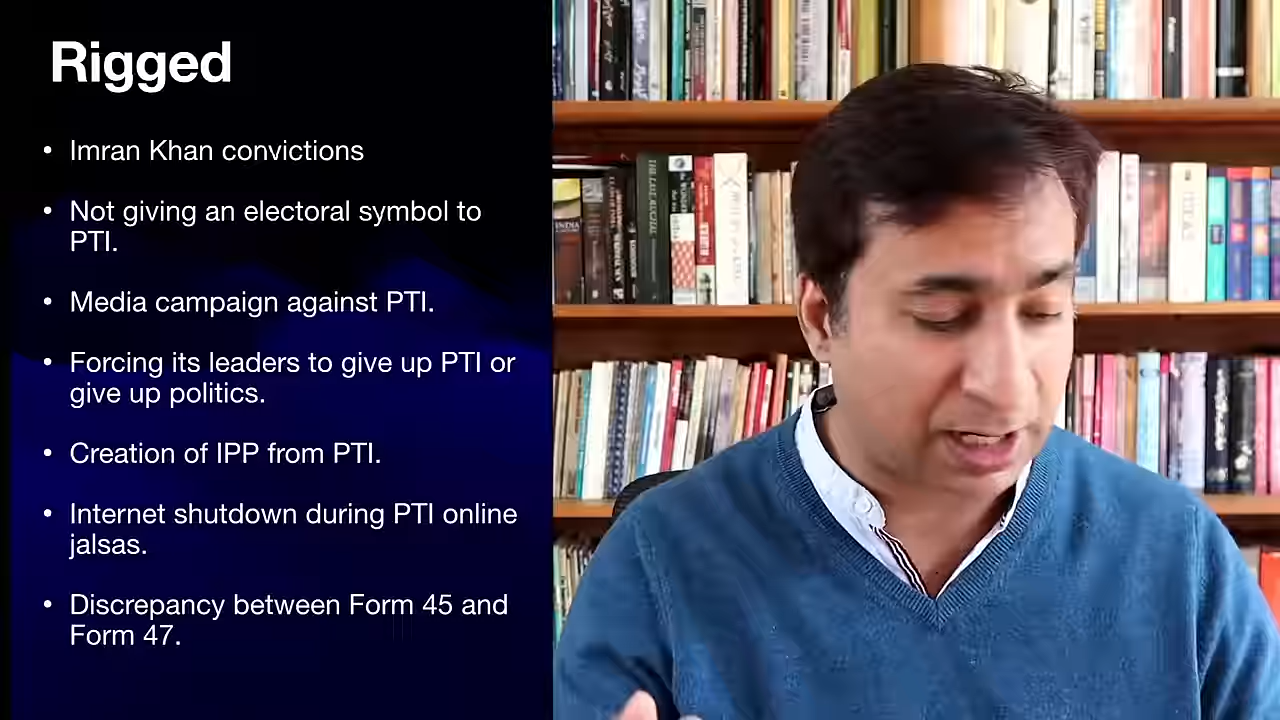 Rigged
• Imran Khan convictions
• Not giving an electoral symbol to
PTI.
• Media campaign against PTI.
• Forcing its leaders to give up PTI or
give up politics.
• Creation of IPP from PTI.
• Internet shutdown during PTI online
jalsas.
• Discrepancy between Form 45 and
Form 47.
INDIA